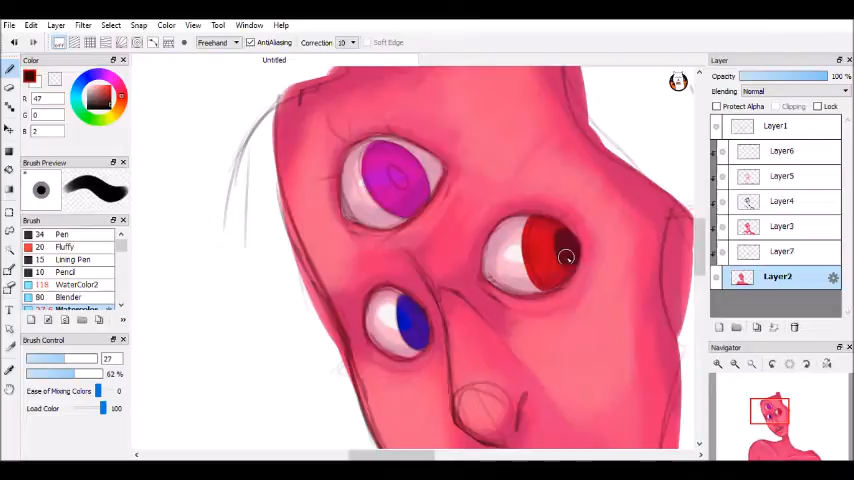 File Edit Layer Filter Select Snap Color View Tool Window Help
off Freehand AntiAliasing Correction 10 Soft Edge
Untitled
Color
R 47
G 0
B 2
Brush Preview
Brush
34 Pen
20 Fluffy
15 Lining Pen
10 Pencil
118 WaterColor2
80 Blender
Watercolor
Brush Control
27
62 %
Ease of Mixing Colors 0
Load Color 100
Layer
Opacity 100 %
Blending Normal
Protect Alpha Clipping Lock
Layer1
Layer6
Layer5
Layer4
Layer3
Layer7
Layer2
Navigator